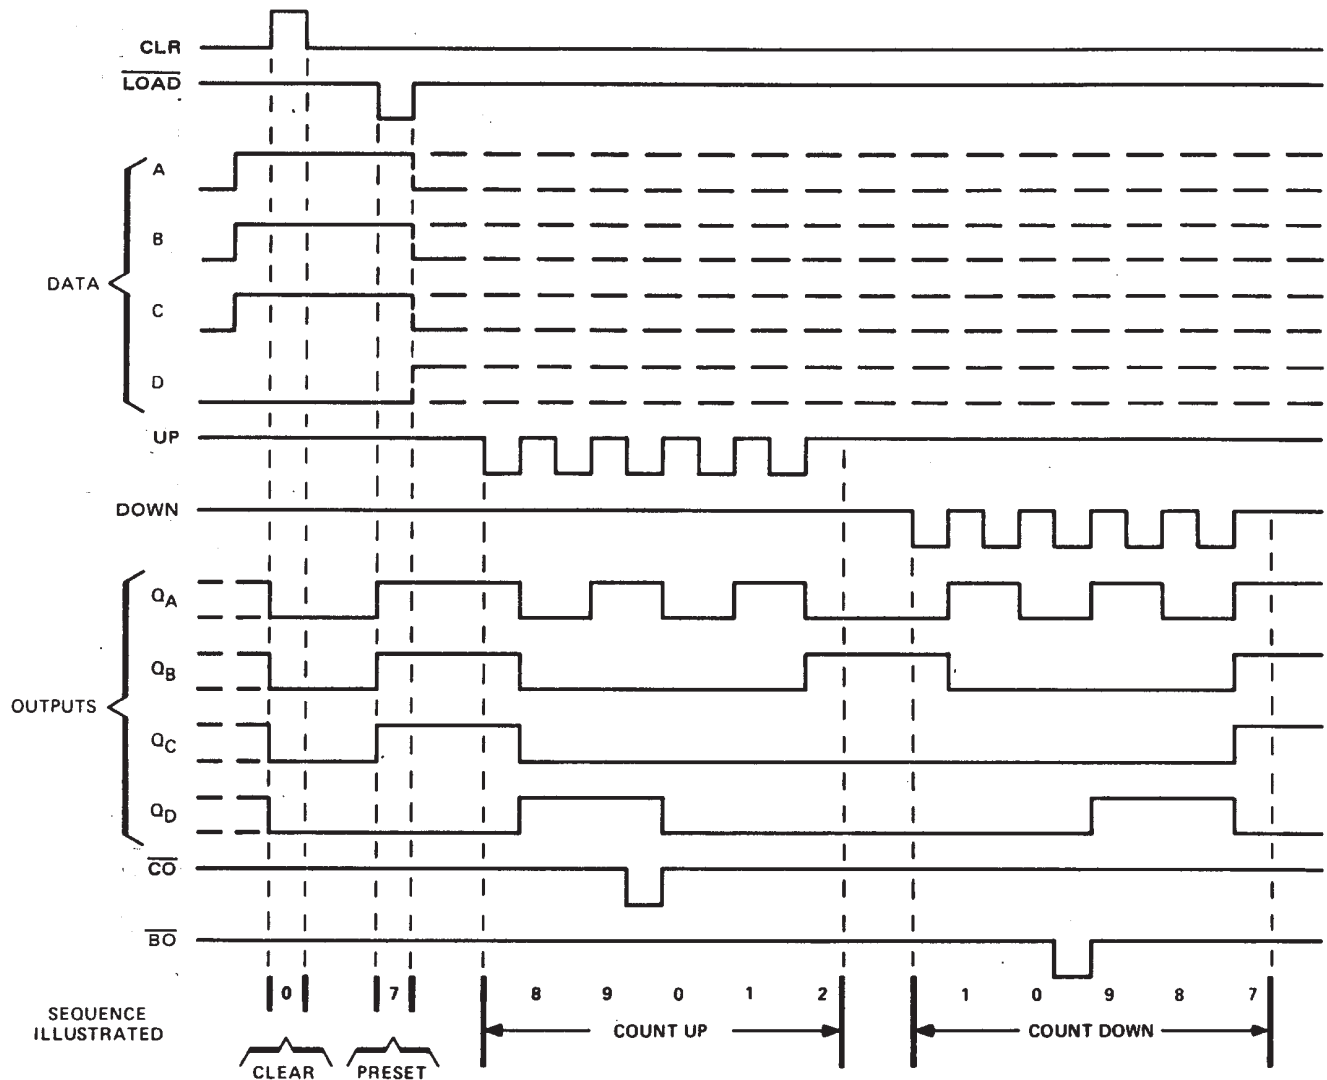 CLR
LOAD
A
B
DATA
C
D
UP
DOWN
QA
QB
OUTPUTS
QC
QD
CO
BO
SEQUENCE
ILLUSTRATED
0 7 8 9 0 1 2 1 0 9 8 7
COUNT UP COUNT DOWN
CLEAR PRESET